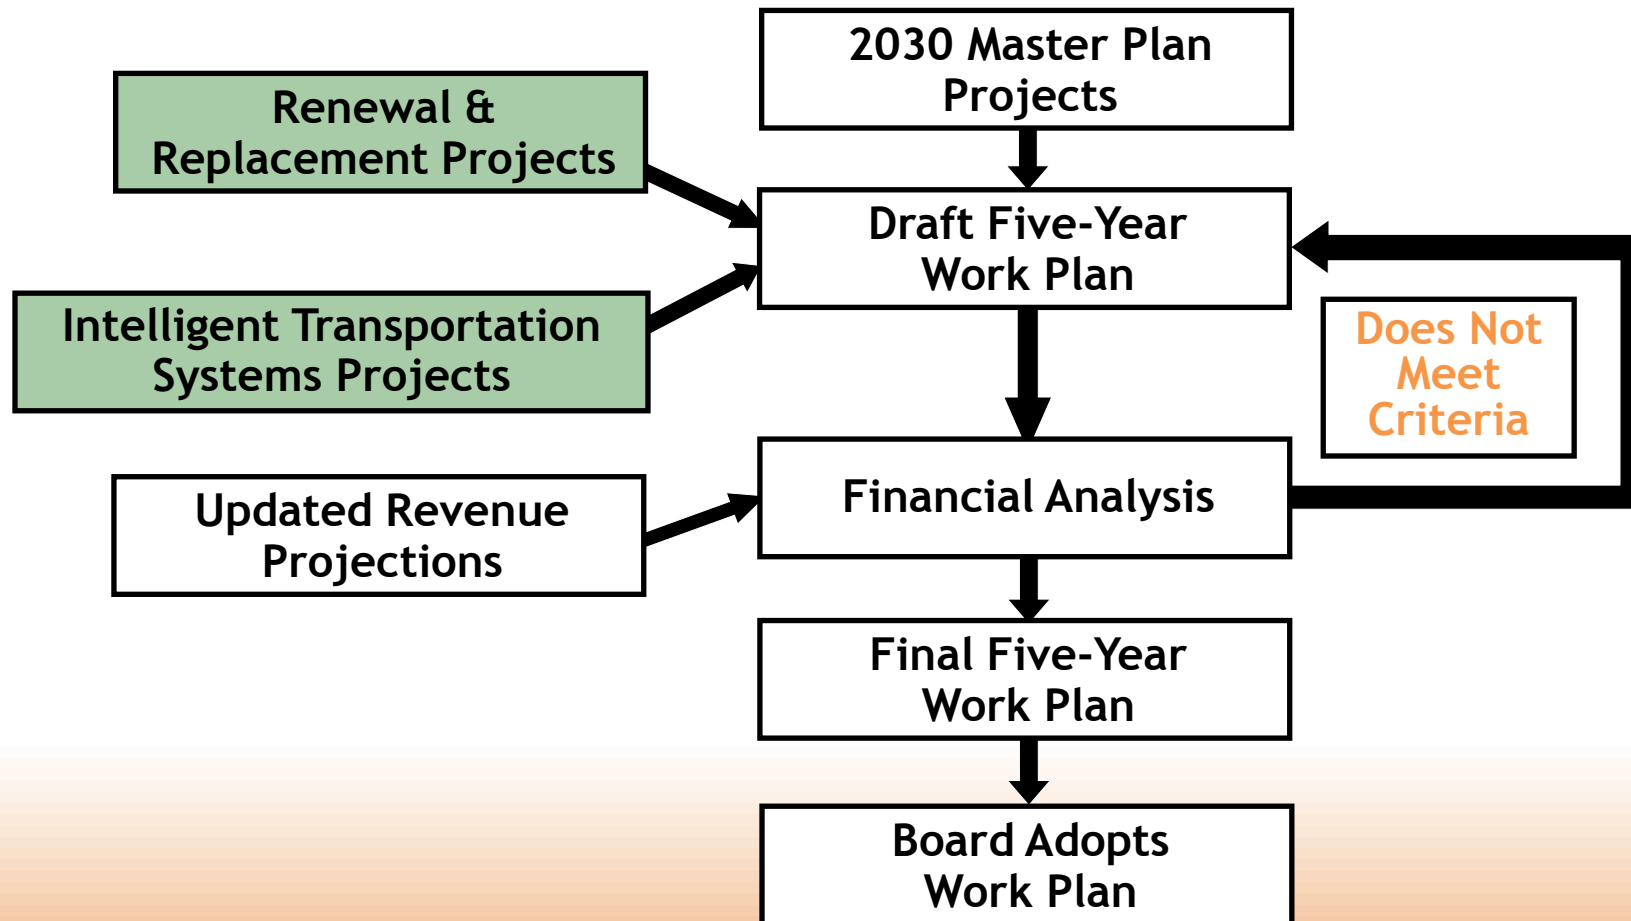 2030 Master Plan
Projects
Renewal &
Replacement Projects
Draft Five-Year
Work Plan
Intelligent Transportation
Systems Projects
Does Not
Meet
Criteria
Financial Analysis
Updated Revenue
Projections
Final Five-Year
Work Plan
Board Adopts
Work Plan